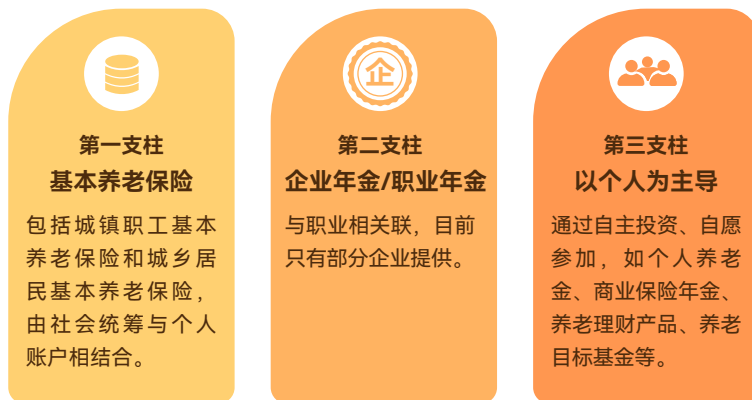 第一支柱
基本养老保险
包括城镇职工基本
养老保险和城乡居
民基本养老保险，
由社会统筹与个人
账户相结合。
企
第二支柱
企业年金/职业年金
与职业相关联，目前
只有部分企业提供。
第三支柱
以个人为主导
通过自主投资、自愿
参加，如个人养老
金、商业保险年金、
养老理财产品、养老
目标基金等。